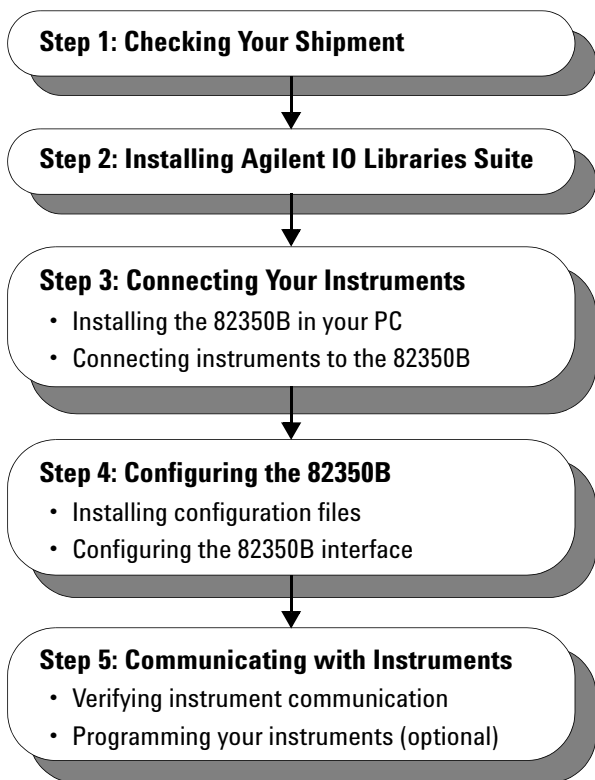 Step 1: Checking Your Shipment
Step 2: Installing Agilent IO Libraries Suite
Step 3: Connecting Your Instruments
• Installing the 82350B in your PC
• Connecting instruments to the 82350B
Step 4: Configuring the 82350B
• Installing configuration files
• Configuring the 82350B interface
Step 5: Communicating with Instruments
• Verifying instrument communication
• Programming your instruments (optional)